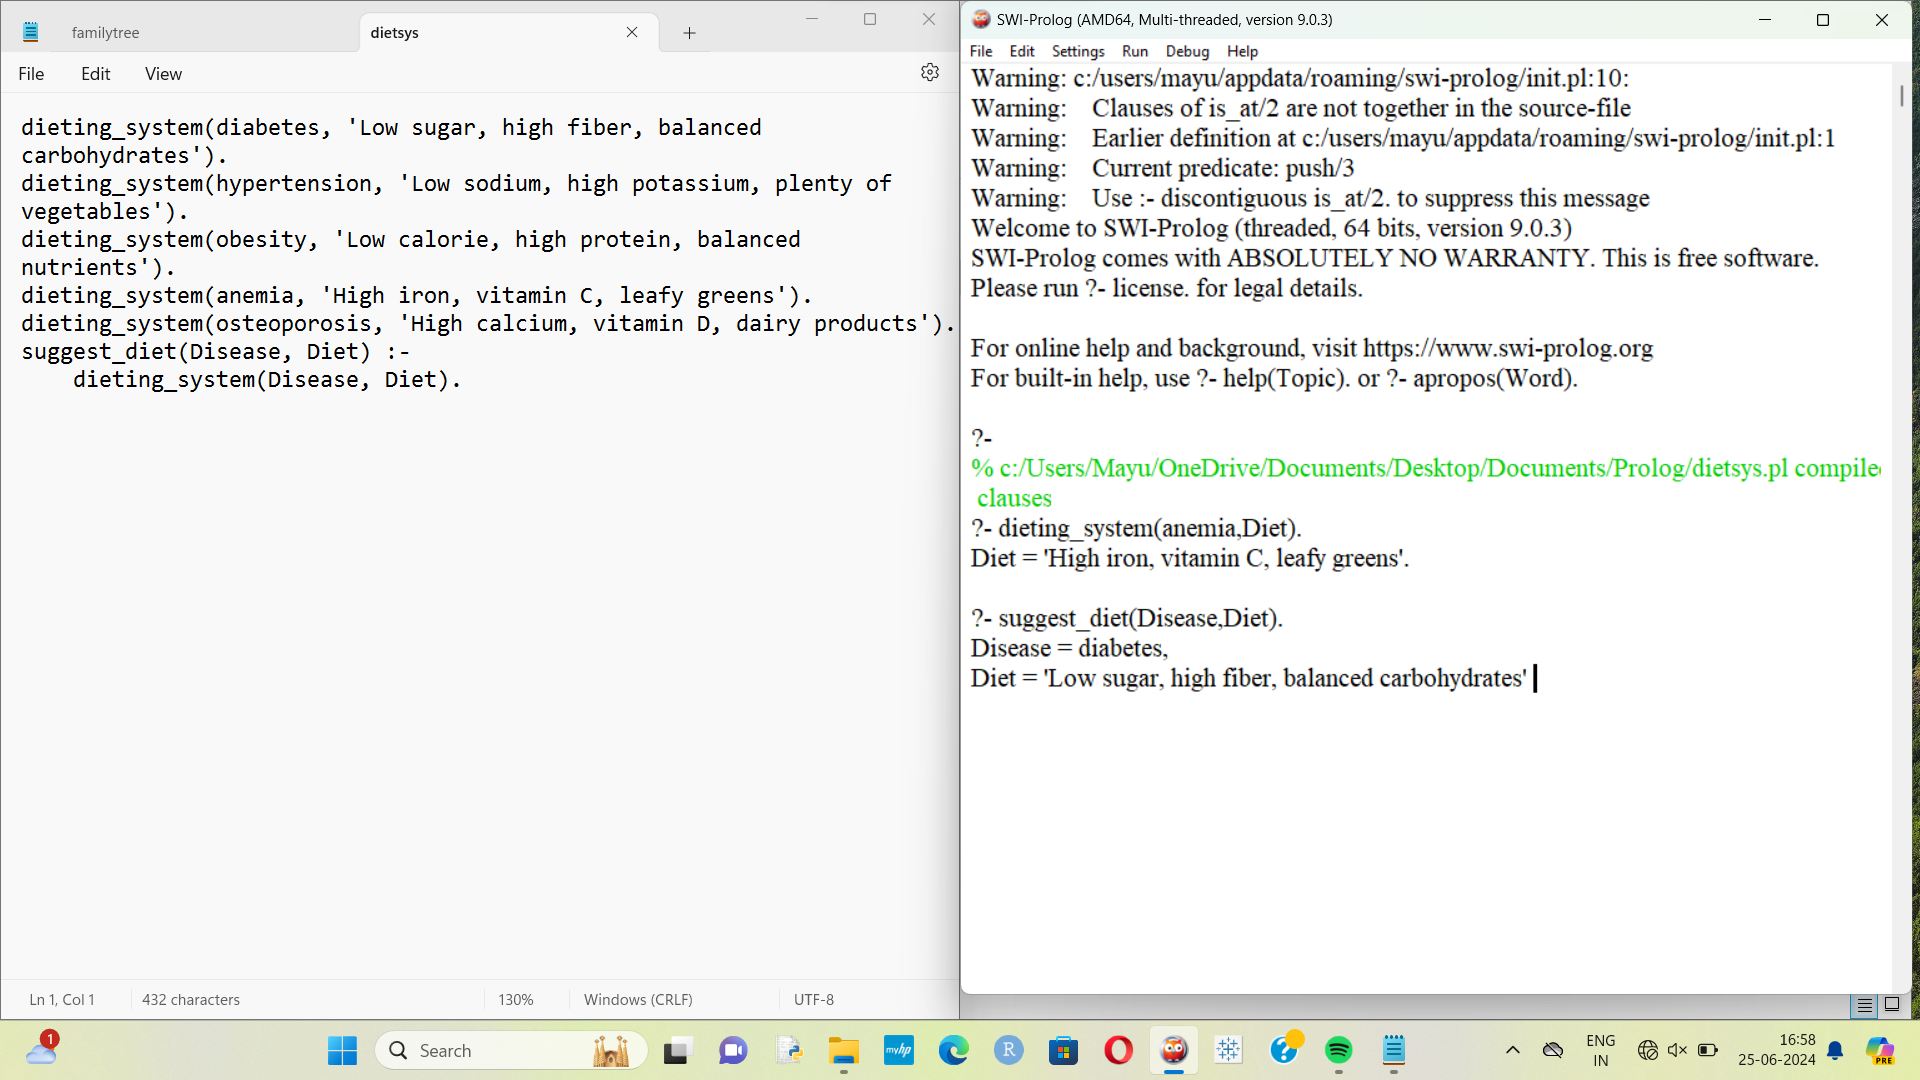 familytree
dietsys
File Edit View
dieting_system(diabetes, 'Low sugar, high fiber, balanced
carbohydrates').
dieting_system(hypertension, 'Low sodium, high potassium, plenty of
vegetables').
dieting_system(obesity, 'Low calorie, high protein, balanced
nutrients').
dieting_system(anemia, 'High iron, vitamin C, leafy greens').
dieting_system(osteoporosis, 'High calcium, vitamin D, dairy products').
suggest_diet(Disease, Diet) :-
    dieting_system(Disease, Diet).
Ln 1, Col 1 432 characters 130% Windows (CRLF) UTF-8
SWI-Prolog (AMD64, Multi-threaded, version 9.0.3)
File Edit Settings Run Debug Help
Warning: c:/users/mayu/appdata/roaming/swi-prolog/init.pl:10:
Warning:    Clauses of is_at/2 are not together in the source-file
Warning:    Earlier definition at c:/users/mayu/appdata/roaming/swi-prolog/init.pl:1
Warning:    Current predicate: push/3
Warning:    Use :- discontiguous is_at/2. to suppress this message
Welcome to SWI-Prolog (threaded, 64 bits, version 9.0.3)
SWI-Prolog comes with ABSOLUTELY NO WARRANTY. This is free software.
Please run ?- license. for legal details.
For online help and background, visit https://www.swi-prolog.org
For built-in help, use ?- help(Topic). or ?- apropos(Word).
?-
% c:/Users/Mayu/OneDrive/Documents/Desktop/Documents/Prolog/dietsys.pl compile
clauses
?- dieting_system(anemia,Diet).
Diet = 'High iron, vitamin C, leafy greens'.
?- suggest_diet(Disease,Diet).
Disease = diabetes,
Diet = 'Low sugar, high fiber, balanced carbohydrates'
1
Search
myhp
R
ENG
IN
16:58
25-06-2024
PRE